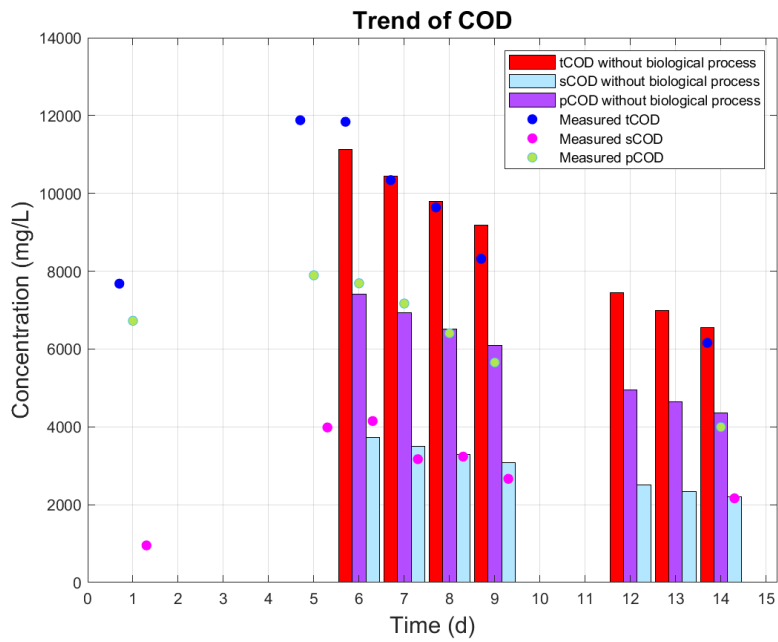 Trend of COD
14000
12000
10000
8000
6000
4000
2000
0
Concentration (mg/L)
tCOD without biological process
sCOD without biological process
pCOD without biological process
Measured tCOD
Measured sCOD
Measured pCOD
0 1 2 3 4 5 6 7 8 9 10 11 12 13 14 15
Time (d)